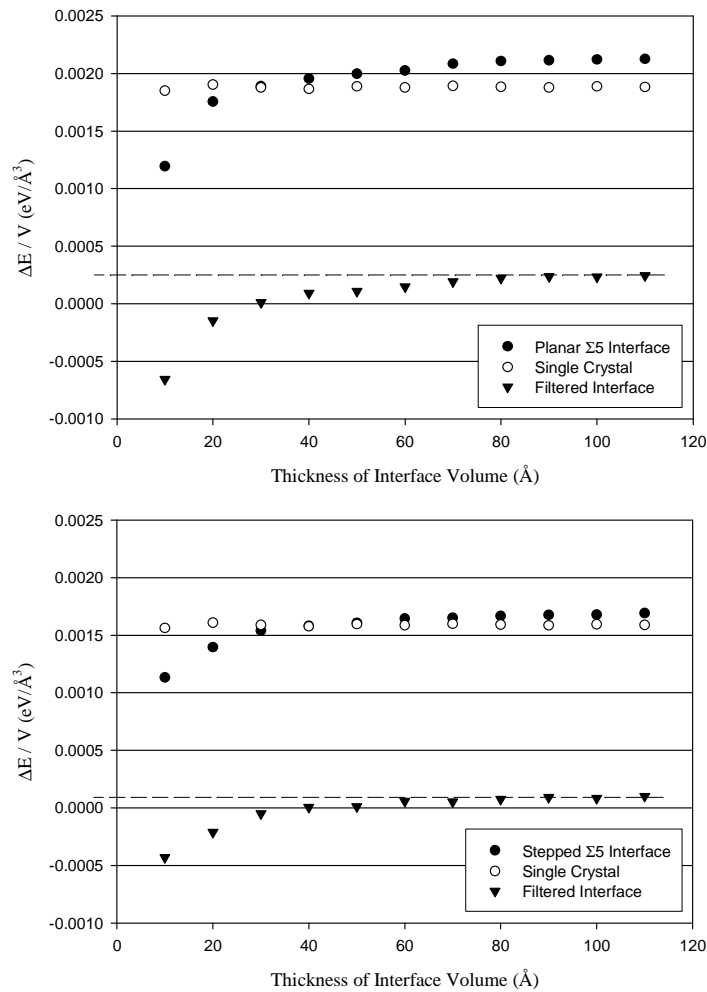 0.0025
0.0020
0.0015
0.0010
0.0005
0.0000
-0.0005
-0.0010
ΔE / V (eV/Å³)
0 20 40 60 80 100 120
Thickness of Interface Volume (Å)
Planar Σ5 Interface
Single Crystal
Filtered Interface
0.0025
0.0020
0.0015
0.0010
0.0005
0.0000
-0.0005
-0.0010
ΔE / V (eV/Å³)
0 20 40 60 80 100 120
Thickness of Interface Volume (Å)
Stepped Σ5 Interface
Single Crystal
Filtered Interface